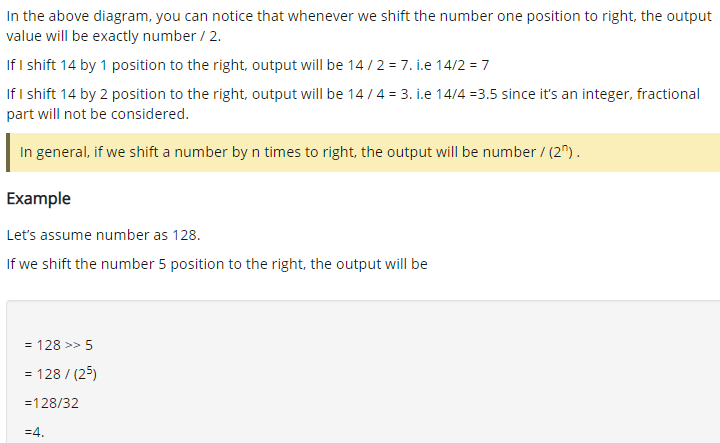 In the above diagram, you can notice that whenever we shift the number one position to right, the output
value will be exactly number / 2.
If I shift 14 by 1 position to the right, output will be 14 / 2 = 7. i.e 14/2 = 7
If I shift 14 by 2 position to the right, output will be 14 / 4 = 3. i.e 14/4 =3.5 since it's an integer, fractional
part will not be considered.
In general, if we shift a number by n times to right, the output will be number / (2ⁿ) .
Example
Let's assume number as 128.
If we shift the number 5 position to the right, the output will be
= 128 >> 5
= 128 / (2⁵)
=128/32
=4.